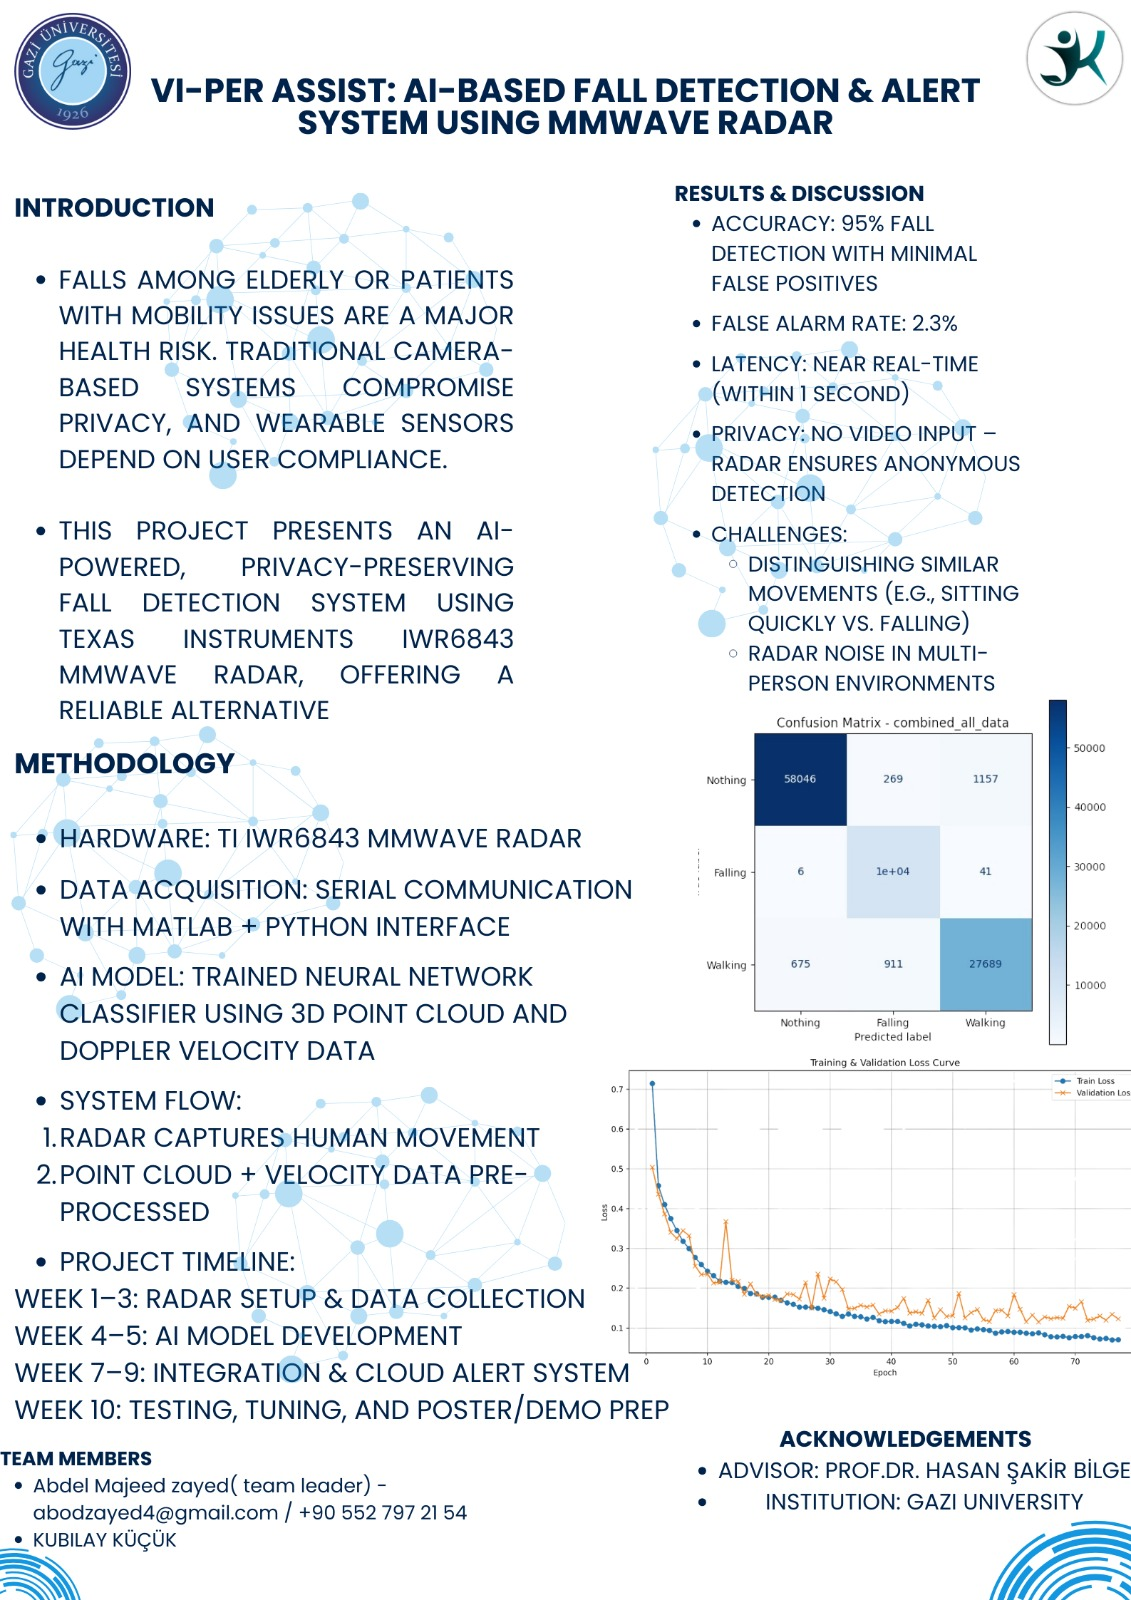 GAZİ ÜNİVERSİTESİ
Gazi
1926
VI-PER ASSIST: AI-BASED FALL DETECTION & ALERT
SYSTEM USING MMWAVE RADAR
INTRODUCTION
• FALLS AMONG ELDERLY OR PATIENTS
WITH MOBILITY ISSUES ARE A MAJOR
HEALTH RISK. TRADITIONAL CAMERA-
BASED SYSTEMS COMPROMISE
PRIVACY, AND WEARABLE SENSORS
DEPEND ON USER COMPLIANCE.
• THIS PROJECT PRESENTS AN AI-
POWERED, PRIVACY-PRESERVING
FALL DETECTION SYSTEM USING
TEXAS INSTRUMENTS IWR6843
MMWAVE RADAR, OFFERING A
RELIABLE ALTERNATIVE
METHODOLOGY
• HARDWARE: TI IWR6843 MMWAVE RADAR
• DATA ACQUISITION: SERIAL COMMUNICATION
WITH MATLAB + PYTHON INTERFACE
• AI MODEL: TRAINED NEURAL NETWORK
CLASSIFIER USING 3D POINT CLOUD AND
DOPPLER VELOCITY DATA
• SYSTEM FLOW:
1. RADAR CAPTURES HUMAN MOVEMENT
2. POINT CLOUD + VELOCITY DATA PRE-
PROCESSED
• PROJECT TIMELINE:
WEEK 1–3: RADAR SETUP & DATA COLLECTION
WEEK 4–5: AI MODEL DEVELOPMENT
WEEK 7–9: INTEGRATION & CLOUD ALERT SYSTEM
WEEK 10: TESTING, TUNING, AND POSTER/DEMO PREP
TEAM MEMBERS
• Abdel Majeed zayed( team leader) -
abodzayed4@gmail.com / +90 552 797 21 54
• KUBILAY KÜÇÜK
RESULTS & DISCUSSION
• ACCURACY: 95% FALL
DETECTION WITH MINIMAL
FALSE POSITIVES
• FALSE ALARM RATE: 2.3%
• LATENCY: NEAR REAL-TIME
(WITHIN 1 SECOND)
• PRIVACY: NO VIDEO INPUT –
RADAR ENSURES ANONYMOUS
DETECTION
• CHALLENGES:
○ DISTINGUISHING SIMILAR
MOVEMENTS (E.G., SITTING
QUICKLY VS. FALLING)
○ RADAR NOISE IN MULTI-
PERSON ENVIRONMENTS
Confusion Matrix - combined_all_data
Nothing 58046 269 1157
Falling 6 1e+04 41
Walking 675 911 27689
Nothing Falling Walking
Predicted label
50000
40000
30000
20000
10000
Training & Validation Loss Curve
Train Loss
Validation Los
0.7
0.6
0.5
0.4
0.3
0.2
0.1
Loss
0 10 20 30 40 50 60 70
Epoch
ACKNOWLEDGEMENTS
• ADVISOR: PROF.DR. HASAN ŞAKİR BİLGE
• INSTITUTION: GAZI UNIVERSITY